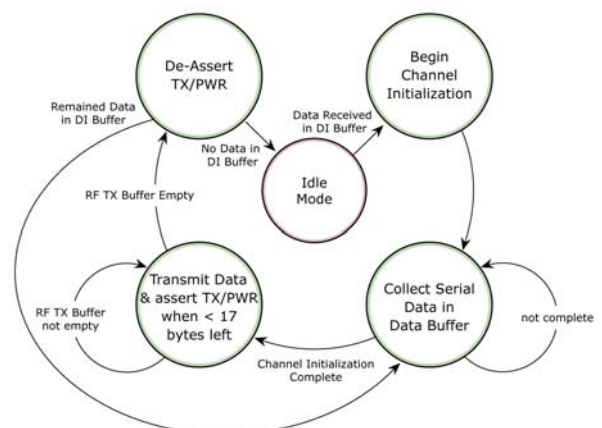 De-Assert
TX/PWR
Begin
Channel
Initialization
Remained Data
in DI Buffer
Data Received
in DI Buffer
No Data in
DI Buffer
Idle
Mode
RF TX Buffer Empty
Transmit Data
& assert TX/PWR
when < 17
bytes left
RF TX Buffer
not empty
Collect Serial
Data in
Data Buffer
not complete
Channel Initialization
Complete